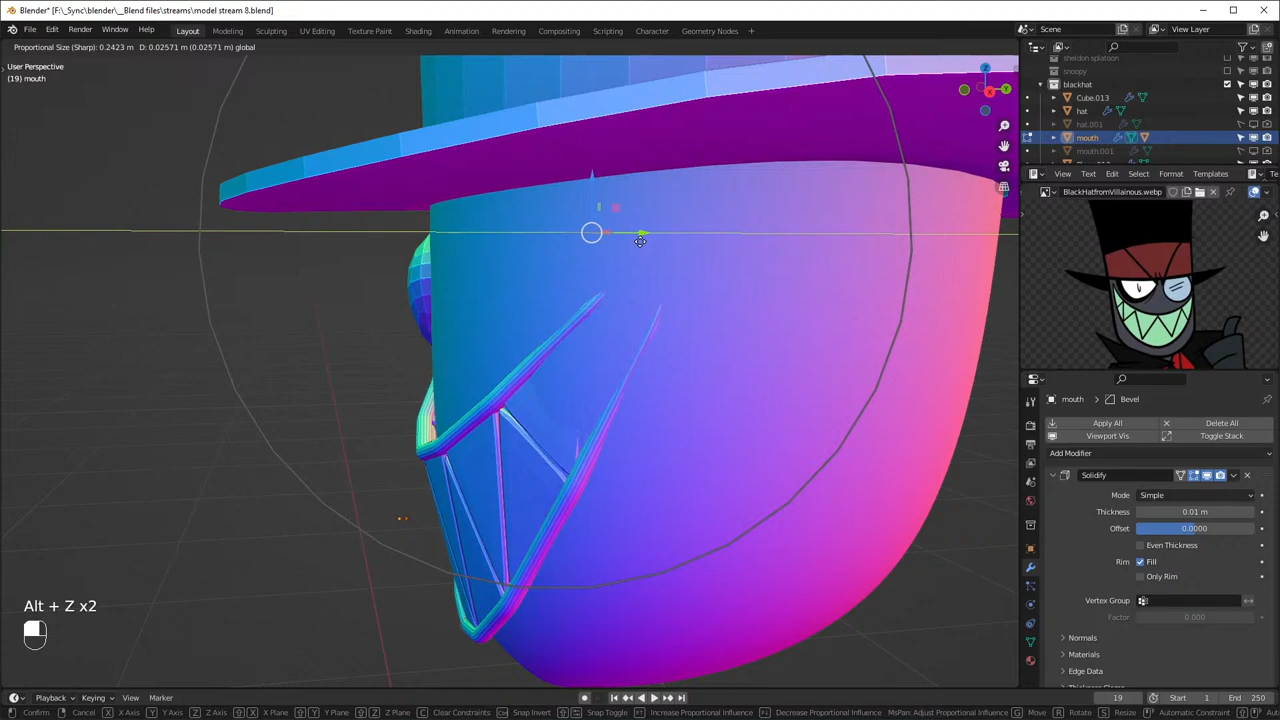 Blender* [F:\_Sync\blender\__Blend files\streams\model stream 8.blend]
File Edit Render Window Help Layout Modeling Sculpting UV Editing Texture Paint Shading Animation Rendering Compositing Scripting Character Geometry Nodes + Scene View Layer
Proportional Size (Sharp): 0.2423 m D: 0.02571 m (0.02571 m) global
User Perspective
(19) mouth
sheldon splatoon
snoopy
blackhat
Cube.013
hat
hat.001
mouth
mouth.001
View Text Edit Select Format Templates
BlackHatfromVillainous.webp
mouth > Bevel
Apply All Delete All
Viewport Vis Toggle Stack
Add Modifier
Solidify
Mode Simple
Thickness 0.01 m
Offset 0.0000
Even Thickness
Rim Fill
Only Rim
Vertex Group
Factor 0.000
Normals
Materials
Edge Data
Alt + Z x2
Playback Keying View Marker 19 Start 1 End 250
Confirm Cancel X X Axis Y Y Axis Z Z Axis X X Plane Y Y Plane Z Z Plane C Clear Constraints Snap Invert Snap Toggle Increase Proportional Influence Decrease Proportional Influence MsPan: Adjust Proportional Influence G Move R Rotate S Resize Automatic Constraint